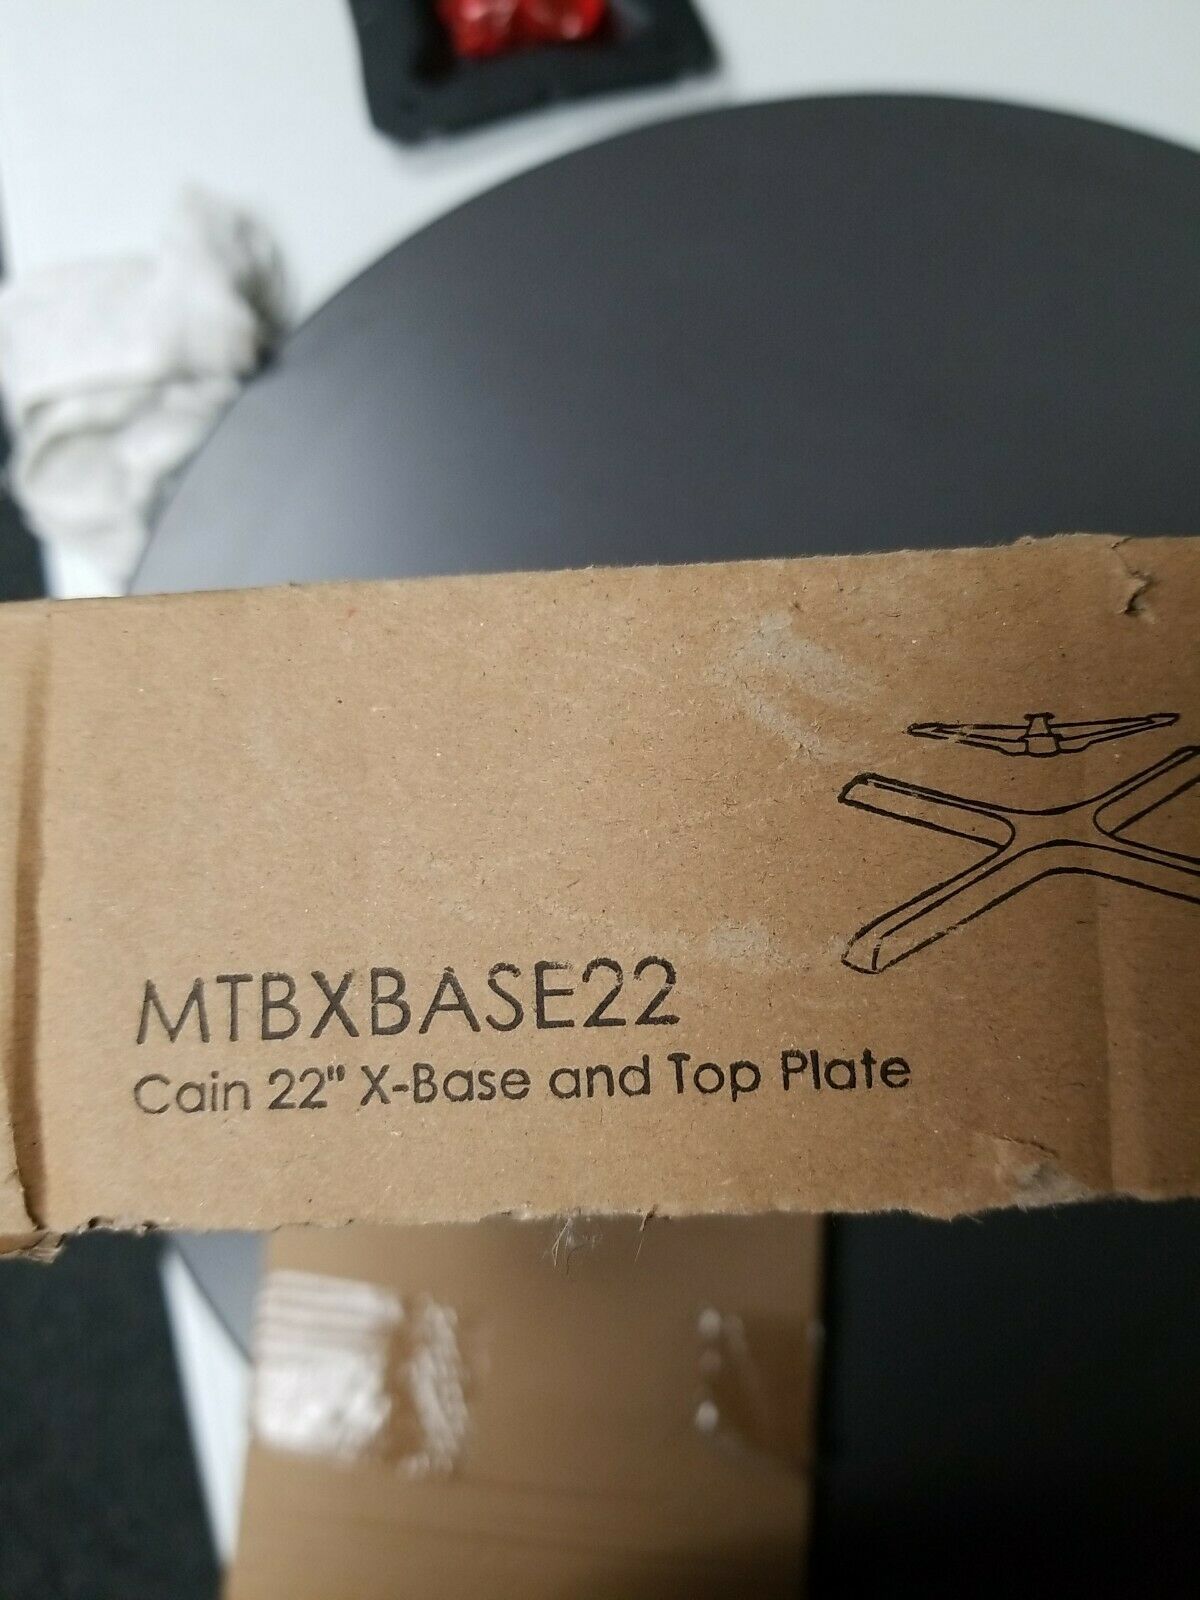 MTBXBASE22
Cain 22" X-Base and Top Plate